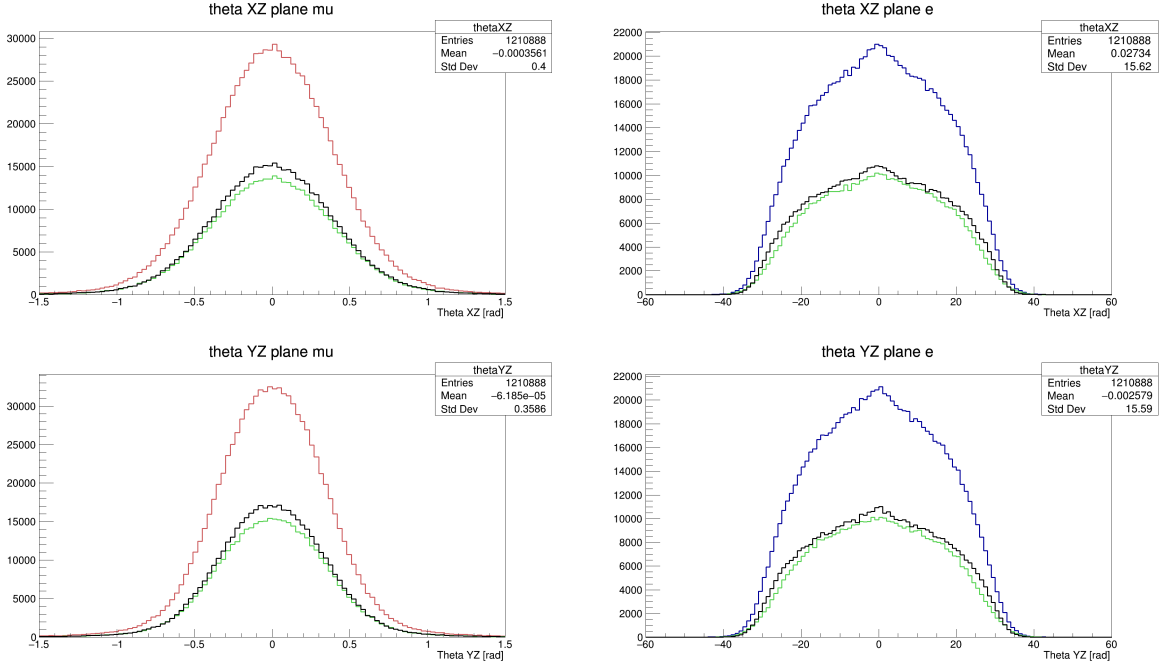 theta XZ plane mu
thetaXZ
Entries 1210888
Mean −0.0003561
Std Dev 0.4
30000
25000
20000
15000
10000
5000
0
−1.5 −1 −0.5 0 0.5 1 1.5
Theta XZ [rad]
theta XZ plane e
thetaXZ
Entries 1210888
Mean 0.02734
Std Dev 15.62
22000
20000
18000
16000
14000
12000
10000
8000
6000
4000
2000
0
−60 −40 −20 0 20 40 60
Theta XZ [rad]
theta YZ plane mu
thetaYZ
Entries 1210888
Mean −6.185e−05
Std Dev 0.3586
30000
25000
20000
15000
10000
5000
0
−1.5 −1 −0.5 0 0.5 1 1.5
Theta YZ [rad]
theta YZ plane e
thetaYZ
Entries 1210888
Mean −0.002579
Std Dev 15.59
22000
20000
18000
16000
14000
12000
10000
8000
6000
4000
2000
0
−60 −40 −20 0 20 40 60
Theta YZ [rad]